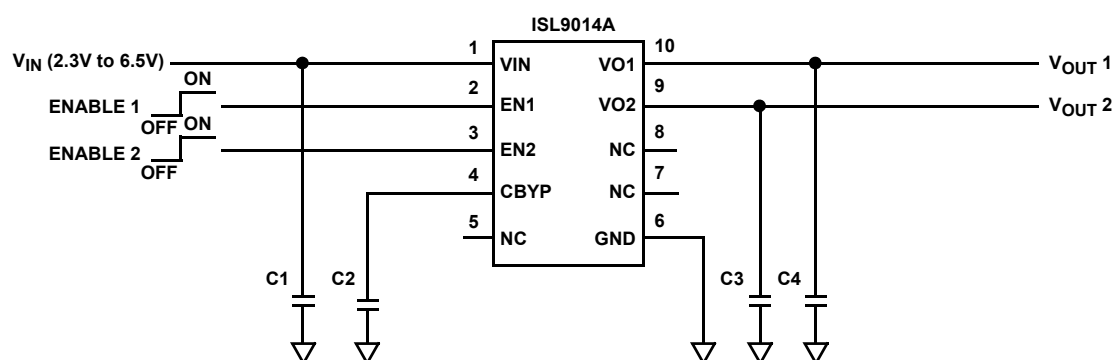 ISL9014A
VIN (2.3V to 6.5V)
1
VIN
VO1
10
VOUT 1
ON
ENABLE 1
OFF
2
EN1
VO2
9
VOUT 2
ON
ENABLE 2
OFF
3
EN2
NC
8
4
CBYP
NC
7
5
NC
GND
6
C1
C2
C3
C4